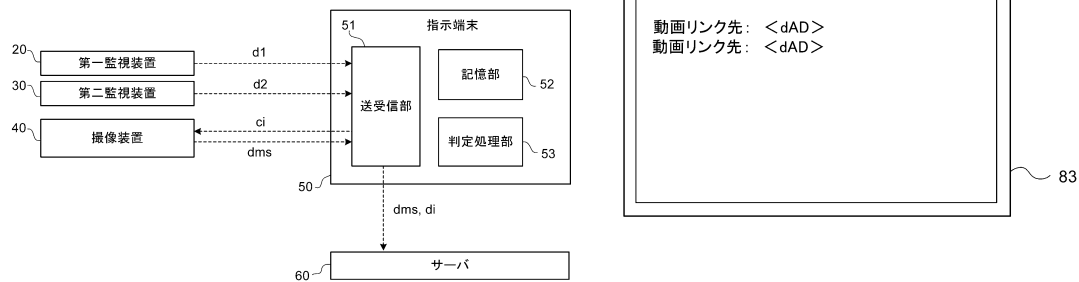 指示端末
51
20
第一監視装置
d1
30
第二監視装置
d2
40
撮像装置
ci
dms
送受信部
記憶部
52
判定処理部
53
50
dms, di
60
サーバ
動画リンク先： ＜dAD＞
動画リンク先： ＜dAD＞
83